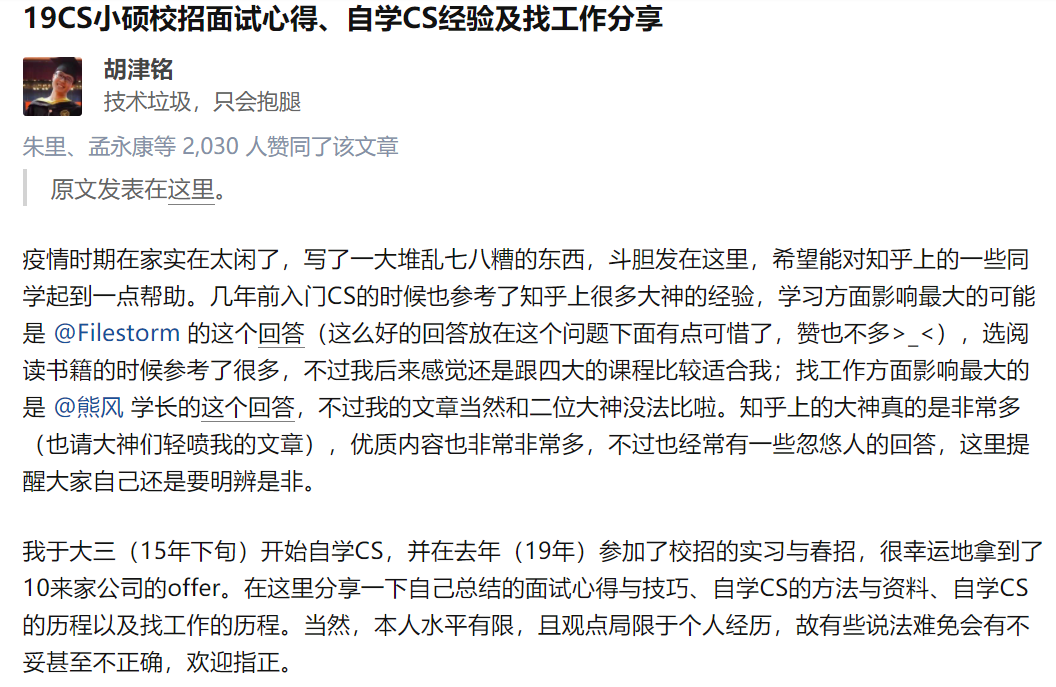 19CS小硕校招面试心得、自学CS经验及找工作分享
胡津铭
技术垃圾，只会抱腿
朱里、孟永康等 2,030 人赞同了该文章
原文发表在这里。
疫情时期在家实在太闲了，写了一大堆乱七八糟的东西，斗胆发在这里，希望能对知乎上的一些同
学起到一点帮助。几年前入门CS的时候也参考了知乎上很多大神的经验，学习方面影响最大的可能
是 @Filestorm 的这个回答（这么好的回答放在这个问题下面有点可惜了，赞也不多>_<），选阅
读书籍的时候参考了很多，不过我后来感觉还是跟四大的课程比较适合我；找工作方面影响最大的
是 @熊风 学长的这个回答，不过我的文章当然和二位大神没法比啦。知乎上的大神真的是非常多
（也请大神们轻喷我的文章），优质内容也非常非常多，不过也经常有一些忽悠人的回答，这里提
醒大家自己还是要明辨是非。
我于大三（15年下旬）开始自学CS，并在去年（19年）参加了校招的实习与春招，很幸运地拿到了
10来家公司的offer。在这里分享一下自己总结的面试心得与技巧、自学CS的方法与资料、自学CS
的历程以及找工作的历程。当然，本人水平有限，且观点局限于个人经历，故有些说法难免会有不
妥甚至不正确，欢迎指正。